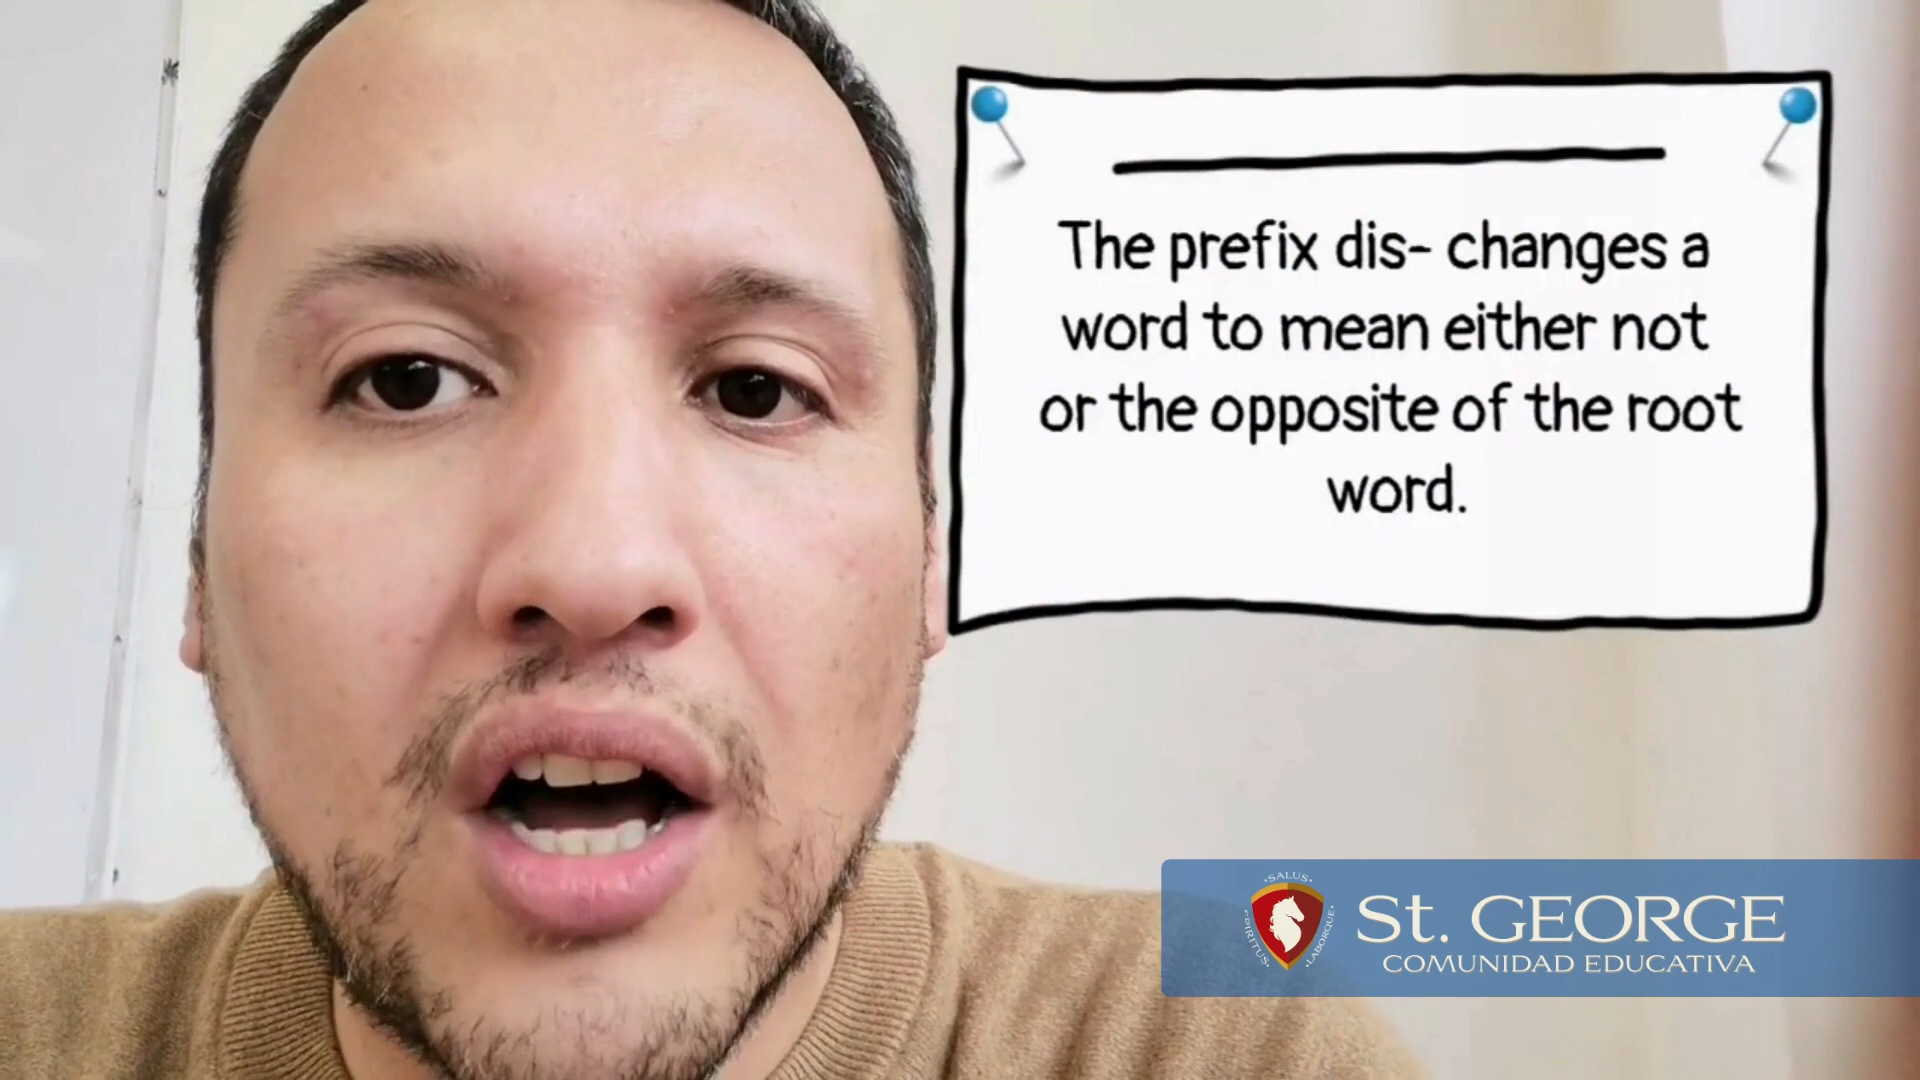 The prefix dis- changes a
word to mean either not
or the opposite of the root
word.
·SALUS·
SPIRITUS·
·LABORQUE·
St. GEORGE
COMUNIDAD EDUCATIVA